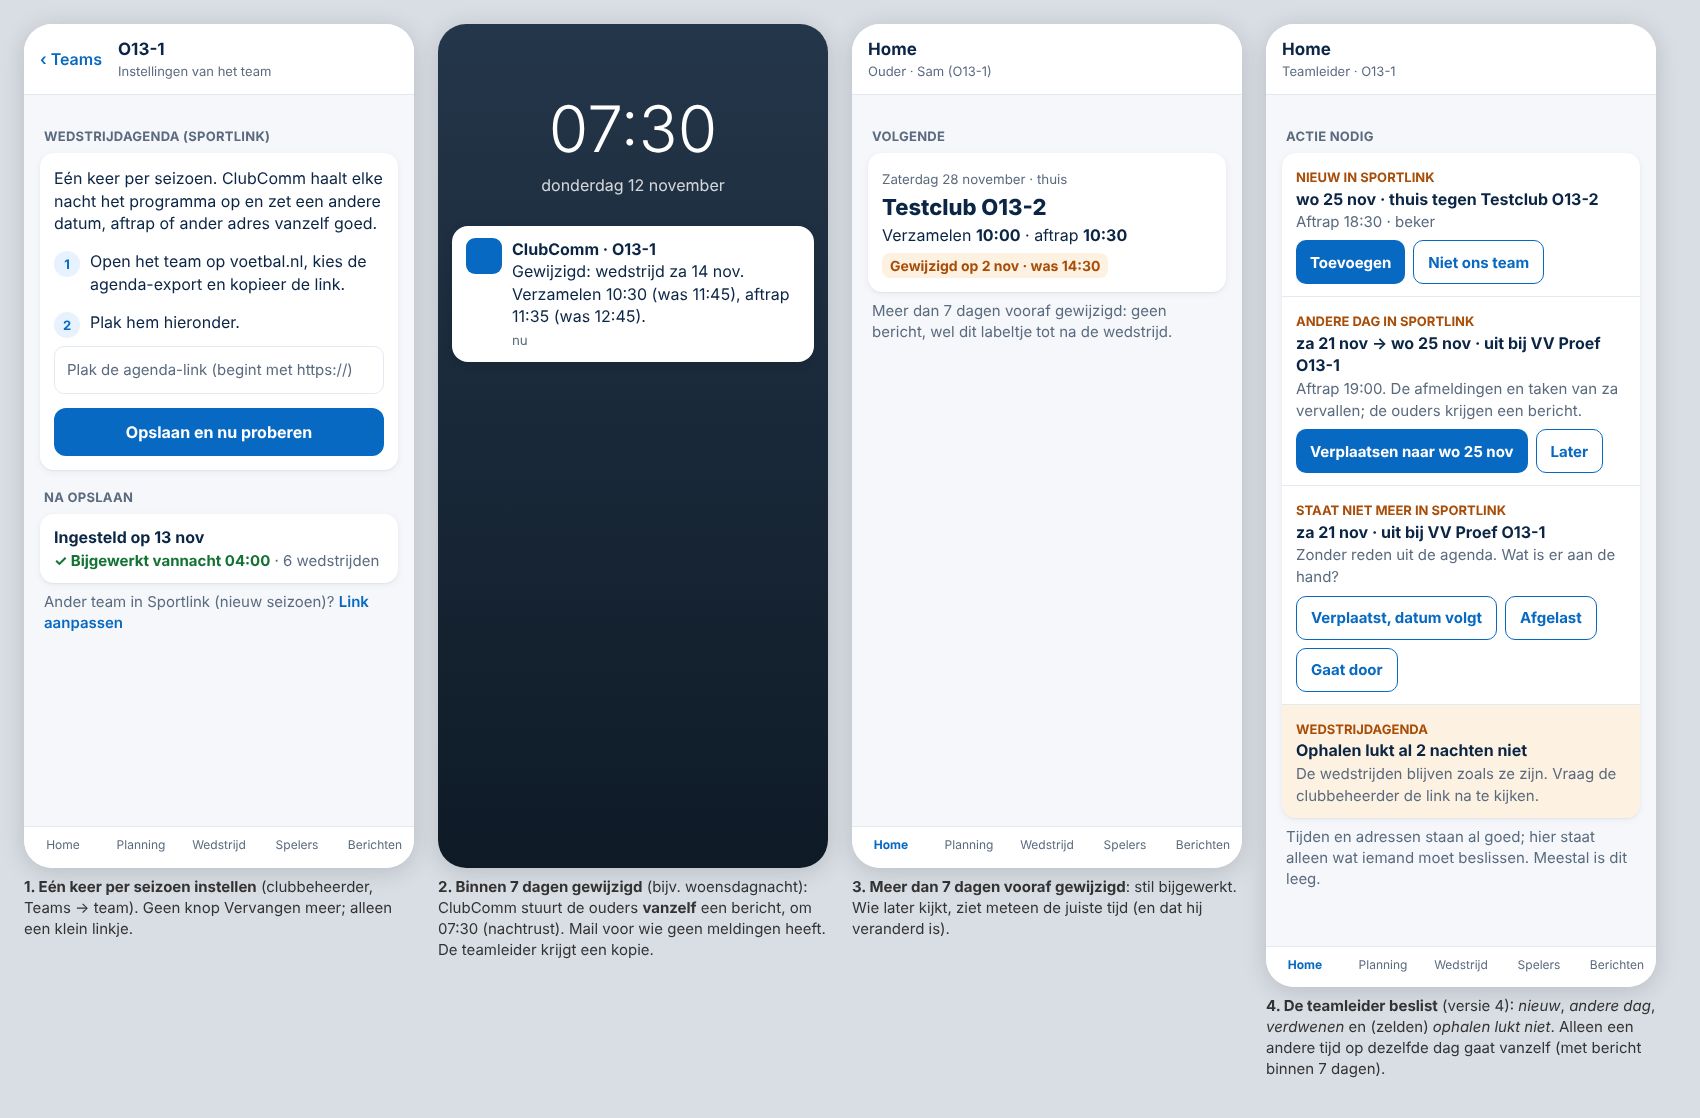 ‹ Teams
O13-1
Instellingen van het team
WEDSTRIJDAGENDA (SPORTLINK)
Eén keer per seizoen. ClubComm haalt elke
nacht het programma op en zet een andere
datum, aftrap of ander adres vanzelf goed.
1 Open het team op voetbal.nl, kies de
agenda-export en kopieer de link.
2 Plak hem hieronder.
Plak de agenda-link (begint met https://)
Opslaan en nu proberen
NA OPSLAAN
Ingesteld op 13 nov
✓ Bijgewerkt vannacht 04:00 · 6 wedstrijden
Ander team in Sportlink (nieuw seizoen)? Link
aanpassen
Home Planning Wedstrijd Spelers Berichten
1. Eén keer per seizoen instellen (clubbeheerder,
Teams → team). Geen knop Vervangen meer; alleen
een klein linkje.
07:30
donderdag 12 november
ClubComm · O13-1
Gewijzigd: wedstrijd za 14 nov.
Verzamelen 10:30 (was 11:45), aftrap
11:35 (was 12:45).
nu
2. Binnen 7 dagen gewijzigd (bijv. woensdagnacht):
ClubComm stuurt de ouders vanzelf een bericht, om
07:30 (nachtrust). Mail voor wie geen meldingen heeft.
De teamleider krijgt een kopie.
Home
Ouder · Sam (O13-1)
VOLGENDE
Zaterdag 28 november · thuis
Testclub O13-2
Verzamelen 10:00 · aftrap 10:30
Gewijzigd op 2 nov · was 14:30
Meer dan 7 dagen vooraf gewijzigd: geen
bericht, wel dit labeltje tot na de wedstrijd.
Home Planning Wedstrijd Spelers Berichten
3. Meer dan 7 dagen vooraf gewijzigd: stil bijgewerkt.
Wie later kijkt, ziet meteen de juiste tijd (en dat hij
veranderd is).
Home
Teamleider · O13-1
ACTIE NODIG
NIEUW IN SPORTLINK
wo 25 nov · thuis tegen Testclub O13-2
Aftrap 18:30 · beker
Toevoegen Niet ons team
ANDERE DAG IN SPORTLINK
za 21 nov → wo 25 nov · uit bij VV Proef
O13-1
Aftrap 19:00. De afmeldingen en taken van za
vervallen; de ouders krijgen een bericht.
Verplaatsen naar wo 25 nov Later
STAAT NIET MEER IN SPORTLINK
za 21 nov · uit bij VV Proef O13-1
Zonder reden uit de agenda. Wat is er aan de
hand?
Verplaatst, datum volgt Afgelast
Gaat door
WEDSTRIJDAGENDA
Ophalen lukt al 2 nachten niet
De wedstrijden blijven zoals ze zijn. Vraag de
clubbeheerder de link na te kijken.
Tijden en adressen staan al goed; hier staat
alleen wat iemand moet beslissen. Meestal is dit
leeg.
Home Planning Wedstrijd Spelers Berichten
4. De teamleider beslist (versie 4): nieuw, andere dag,
verdwenen en (zelden) ophalen lukt niet. Alleen een
andere tijd op dezelfde dag gaat vanzelf (met bericht
binnen 7 dagen).